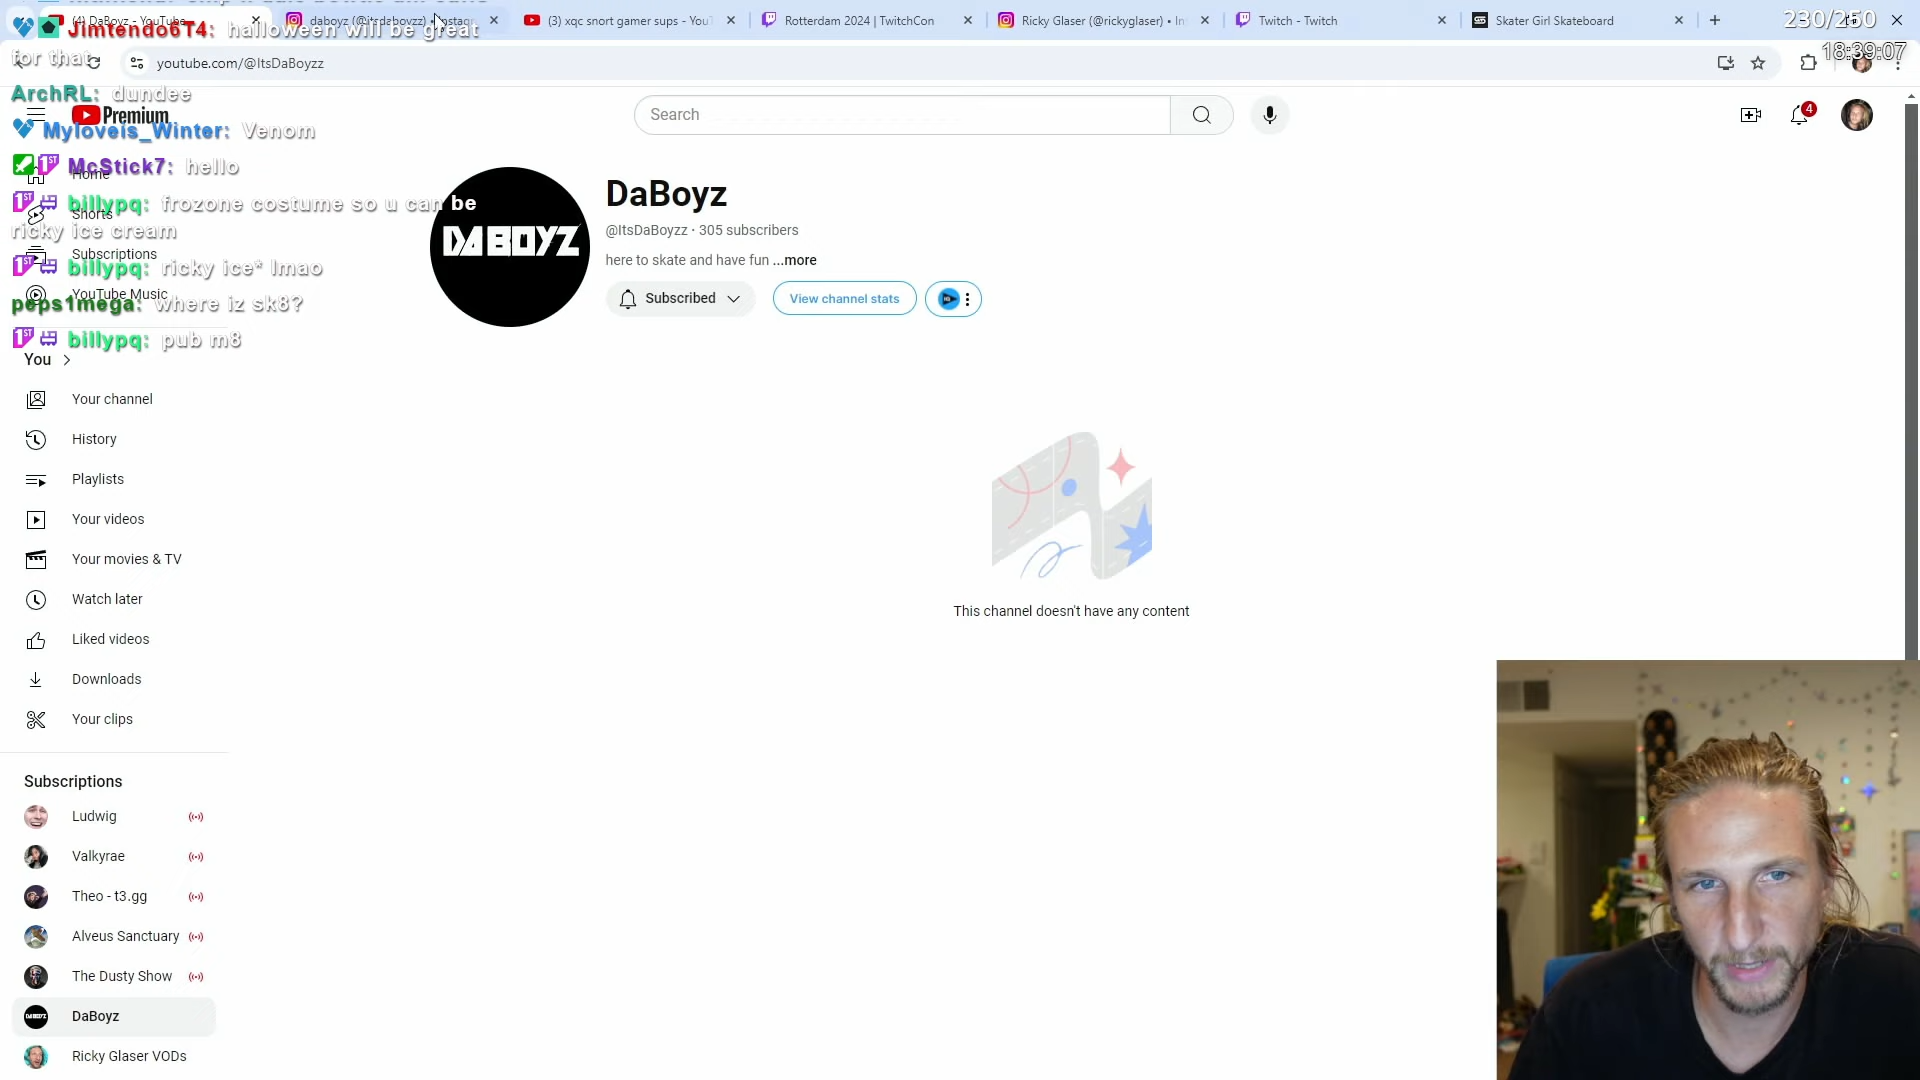 (4) DaBoyz - YouTube
daboyz (@itsdaboyzz) • Instag
(3) xqc snort gamer sups - YouT
Rotterdam 2024 | TwitchCon
Ricky Glaser (@rickyglaser) • In
Twitch - Twitch
Skater Girl Skateboard
230/250
18:39:07
youtube.com/@ItsDaBoyzz
Jimtendo6T4: halloween will be great
for that
ArchRL: dundee
Myloveis_Winter: Venom
McStick7: hello
billypq: frozone costume so u can be
ricky ice cream
billypq: ricky ice* lmao
peps1mega: where iz sk8?
billypq: pub m8
Premium
Search
4
Home
Shorts
Subscriptions
YouTube Music
DA BOYZ
DaBoyz
@ItsDaBoyzz · 305 subscribers
here to skate and have fun ...more
Subscribed
View channel stats
This channel doesn't have any content
You
Your channel
History
Playlists
Your videos
Your movies & TV
Watch later
Liked videos
Downloads
Your clips
Subscriptions
Ludwig
Valkyrae
Theo - t3.gg
Alveus Sanctuary
The Dusty Show
DaBoyz
Ricky Glaser VODs